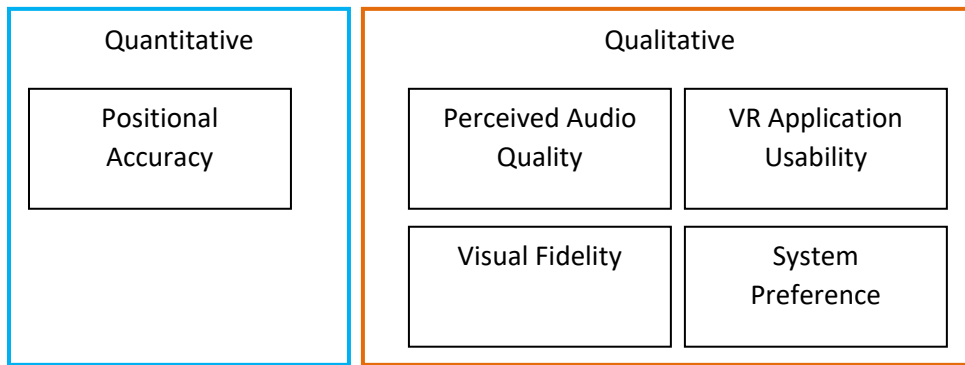 Quantitative
Positional
Accuracy
Qualitative
Perceived Audio
Quality
VR Application
Usability
Visual Fidelity
System
Preference